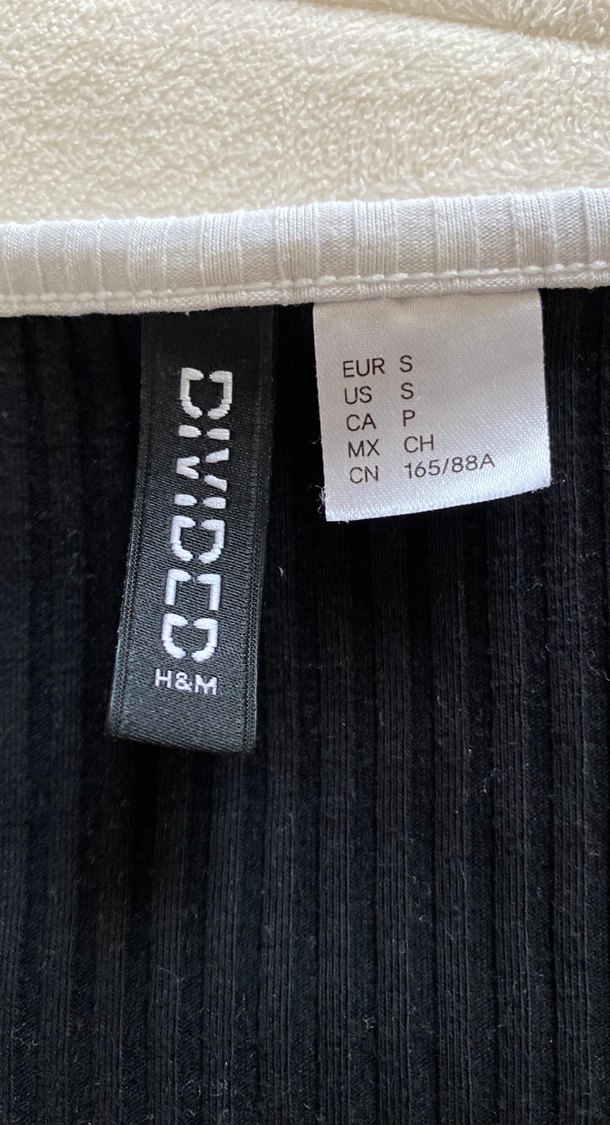 DIVIDED
H&M
EUR S
US S
CA P
MX CH
CN 165/88A